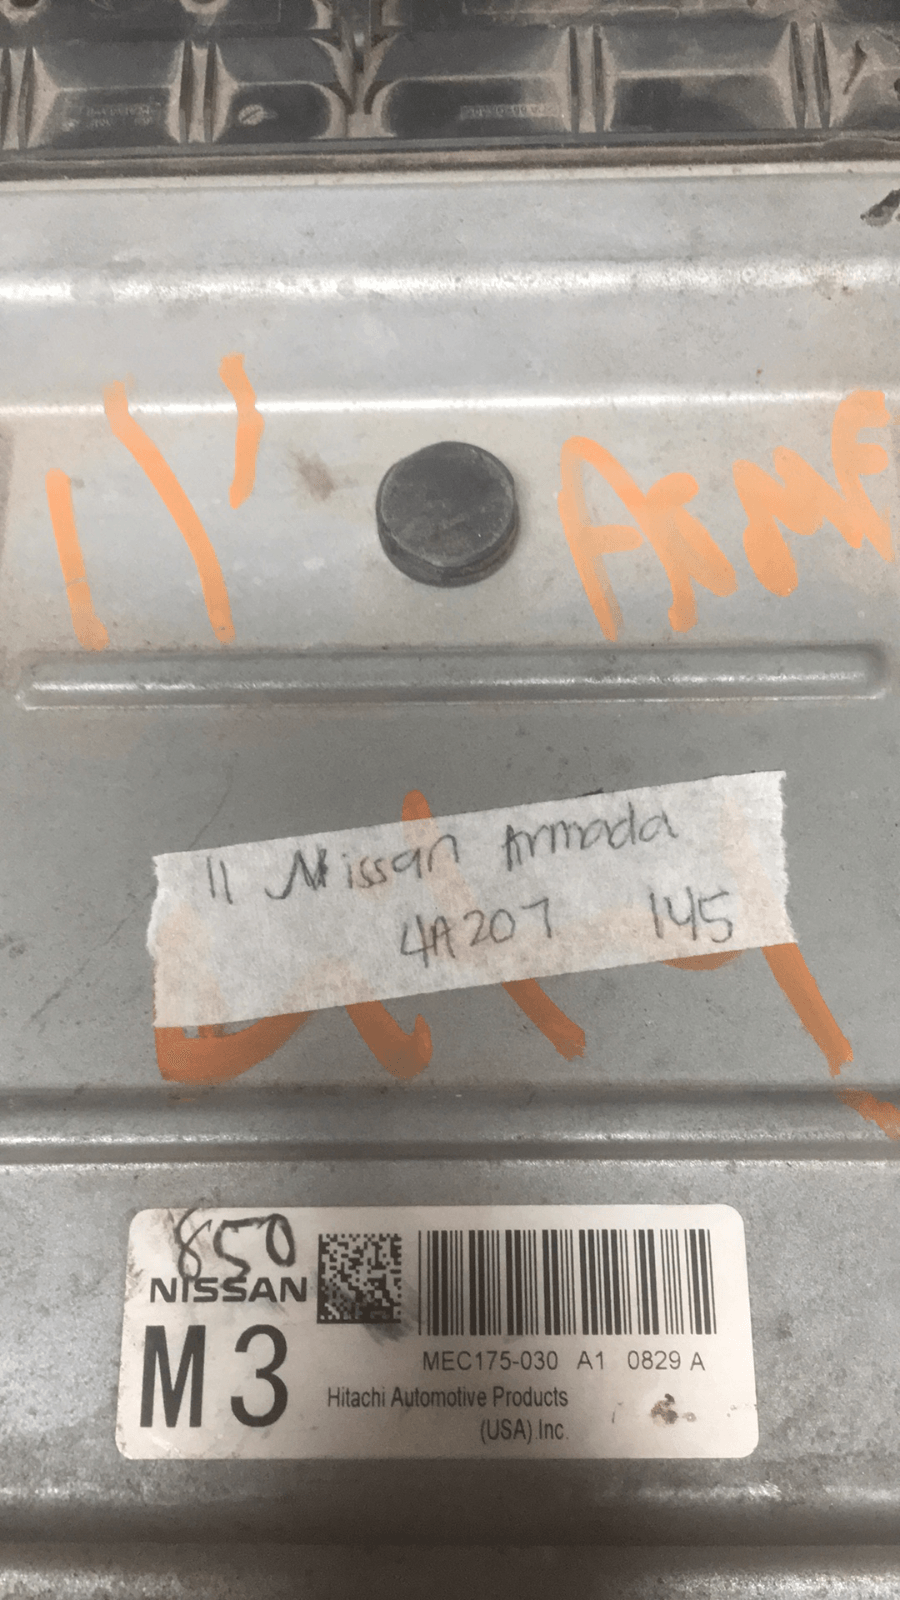 11'
11 Nissan Armada
4A207 145
850
NISSAN
M3
MEC175-030 A1 0829 A
Hitachi Automotive Products
(USA).Inc.